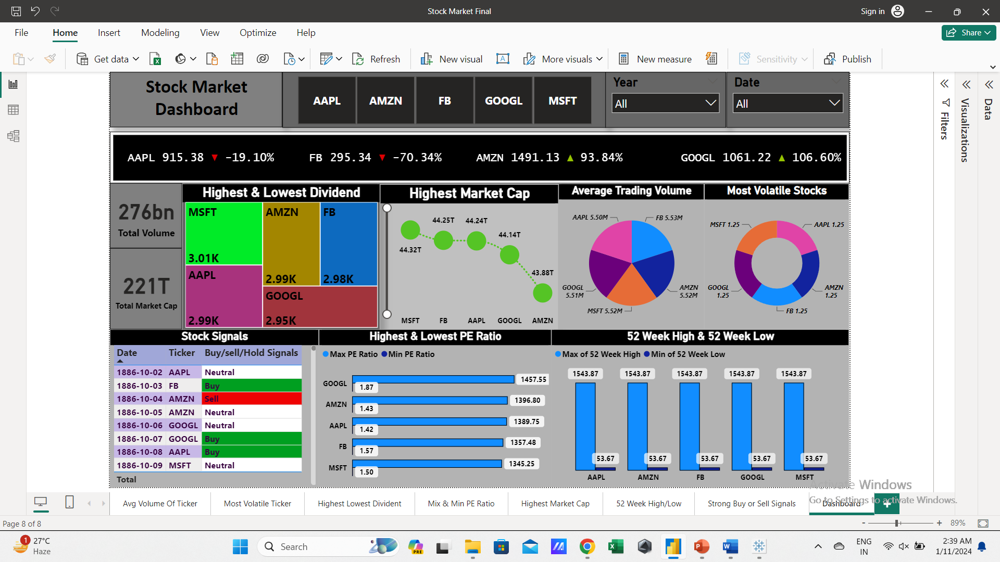 Stock Market Final
Sign in
File Home Insert Modeling View Optimize Help
Share
Get data
Refresh
New visual
More visuals
New measure
Sensitivity
Publish
Stock Market
Dashboard
AAPL AMZN FB GOOGL MSFT
Year
All
Date
All
Filters
Visualizations
Data
AAPL 915.38 ▼ -19.10% FB 295.34 ▼ -70.34% AMZN 1491.13 ▲ 93.84% GOOGL 1061.22 ▲ 106.60%
276bn
Total Volume
221T
Total Market Cap
Highest & Lowest Dividend
MSFT
3.01K
AAPL
2.99K
AMZN
2.99K
FB
2.98K
GOOGL
2.95K
Highest Market Cap
44.32T
44.25T
44.24T
44.14T
43.88T
MSFT FB AAPL GOOGL AMZN
Average Trading Volume
AAPL 5.50M
FB 5.53M
GOOGL
5.51M
AMZN
5.52M
MSFT 5.52M
Most Volatile Stocks
MSFT 1.25
AAPL 1.25
GOOGL
1.25
AMZN
1.25
FB 1.25
Stock Signals
Date Ticker Buy/sell/Hold Signals
1886-10-02 AAPL Neutral
1886-10-03 FB Buy
1886-10-04 AMZN Sell
1886-10-05 AMZN Neutral
1886-10-06 GOOGL Neutral
1886-10-07 GOOGL Buy
1886-10-08 AAPL Buy
1886-10-09 MSFT Neutral
Total
Highest & Lowest PE Ratio
Max PE Ratio Min PE Ratio
GOOGL 1457.55
1.87
AMZN 1396.80
1.43
AAPL 1389.75
1.42
FB 1357.48
1.57
MSFT 1345.25
1.50
52 Week High & 52 Week Low
Max of 52 Week High Min of 52 Week Low
1543.87 1543.87 1543.87 1543.87 1543.87
53.67 53.67 53.67 53.67 53.67
AAPL AMZN FB GOOGL MSFT
Activate Windows
Go to Settings to activate Windows.
Avg Volume Of Ticker
Most Volatile Ticker
Highest Lowest Divident
Mix & Min PE Ratio
Highest Market Cap
52 Week High/Low
Strong Buy or Sell Signals
Dashboard
Page 8 of 8
- + 89%
1
27°C
Haze
Search
PRE
ENG
IN
2:39 AM
1/11/2024